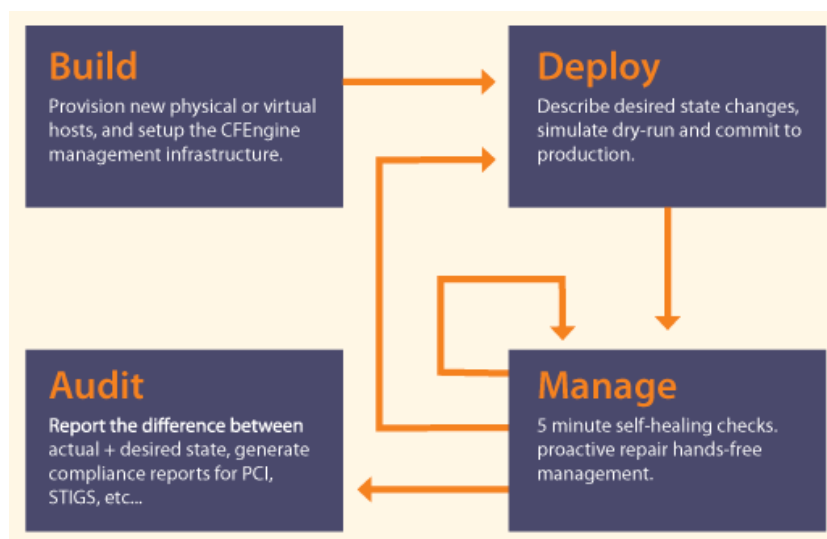 Build
Provision new physical or virtual
hosts, and setup the CFEngine
management infrastructure.
Deploy
Describe desired state changes,
simulate dry-run and commit to
production.
Audit
Report the difference between
actual + desired state, generate
compliance reports for PCI,
STIGS, etc...
Manage
5 minute self-healing checks.
proactive repair hands-free
management.